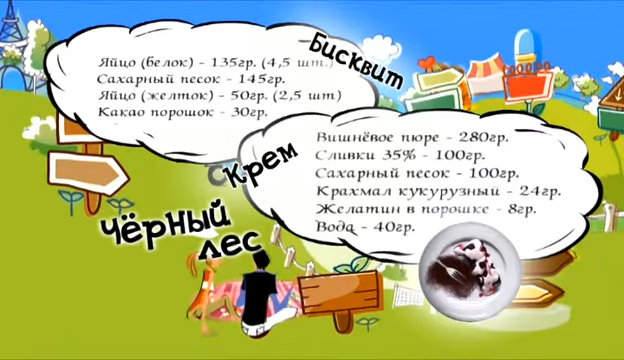 Бисквит
Яйцо (белок) - 135гр. (4,5 шт.)
Сахарный песок - 145гр.
Яйцо (желток) - 50гр. (2,5 шт)
Какао порошок - 30гр.
Крем
Вишнёвое пюре - 280гр.
Сливки 35% - 100гр.
Сахарный песок - 100гр.
Крахмал кукурузный - 24гр.
Желатин в порошке - 8гр.
Вода - 40гр.
Чёрный
лес